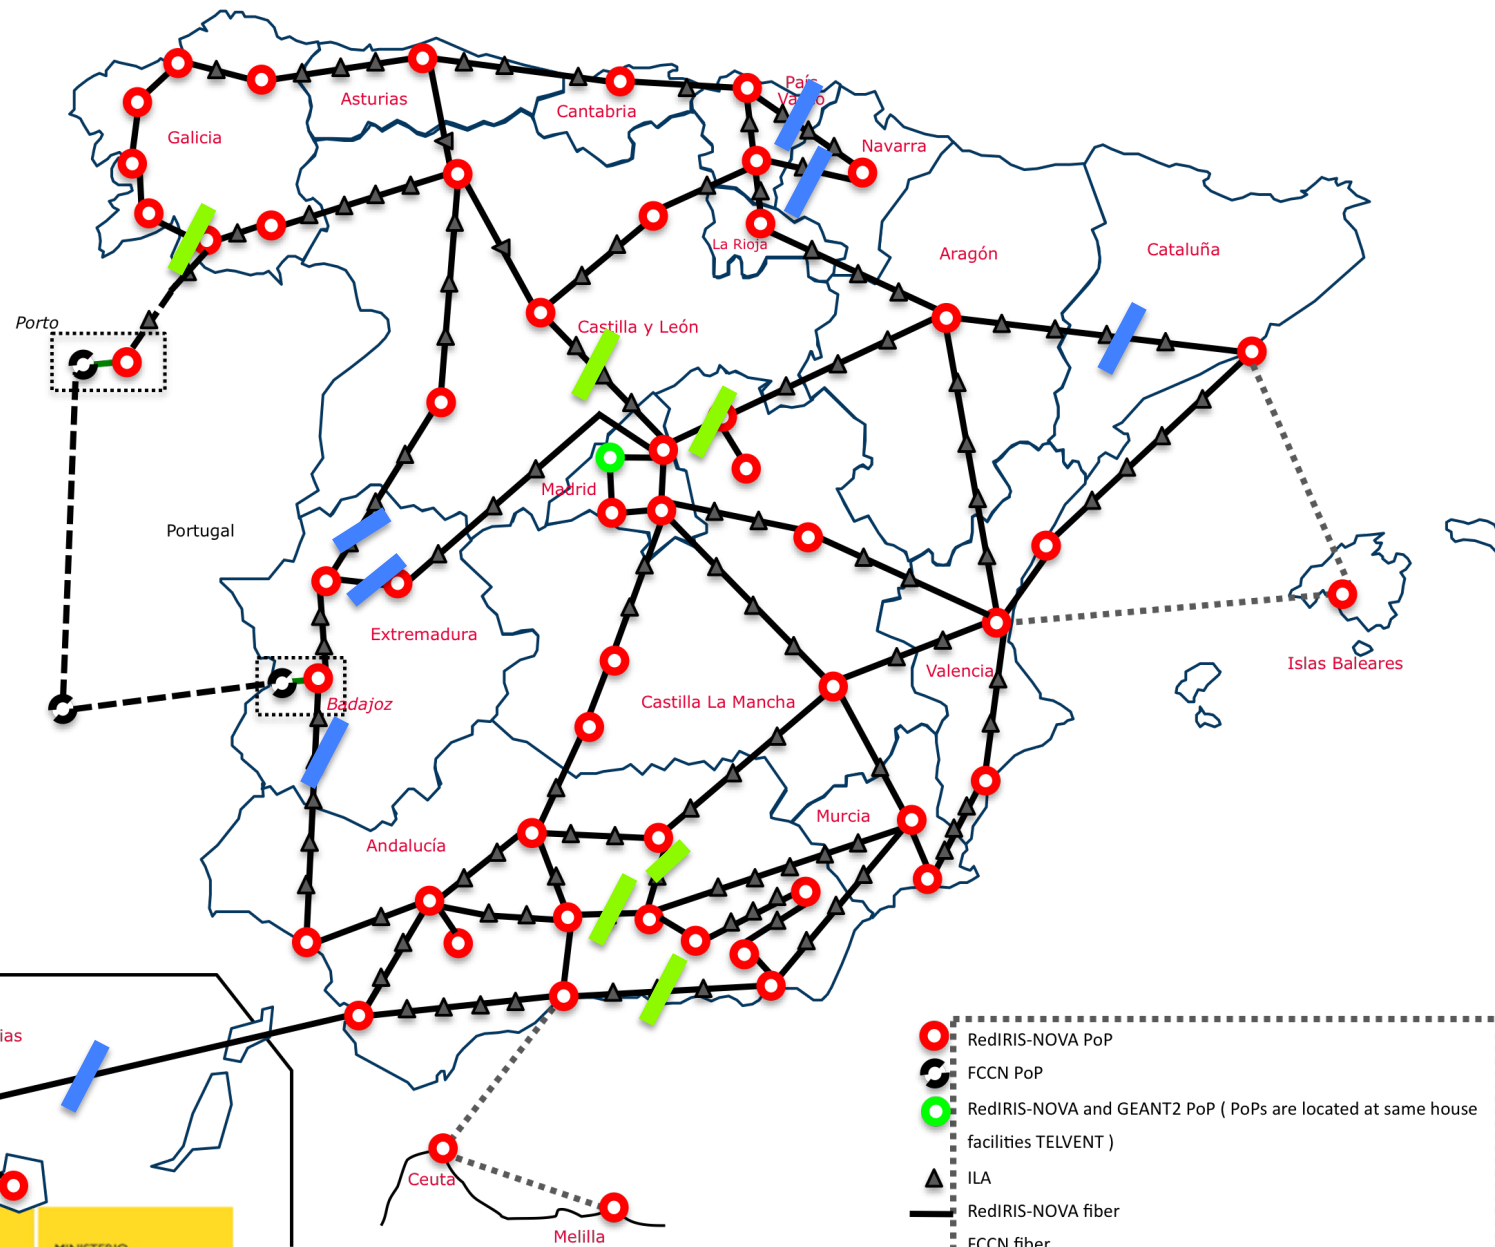 País
Vasco
Asturias
Cantabria
Galicia
Navarra
La Rioja
Aragón
Cataluña
Porto
Castilla y León
Madrid
Portugal
Extremadura
Badajoz
Castilla La Mancha
Valencia
Islas Baleares
Murcia
Andalucía
ias
Ceuta
Melilla
RedIRIS-NOVA PoP
FCCN PoP
RedIRIS-NOVA and GEANT2 PoP ( PoPs are located at same house
facilities TELVENT )
ILA
RedIRIS-NOVA fiber
FCCN fiber
MINISTERIO